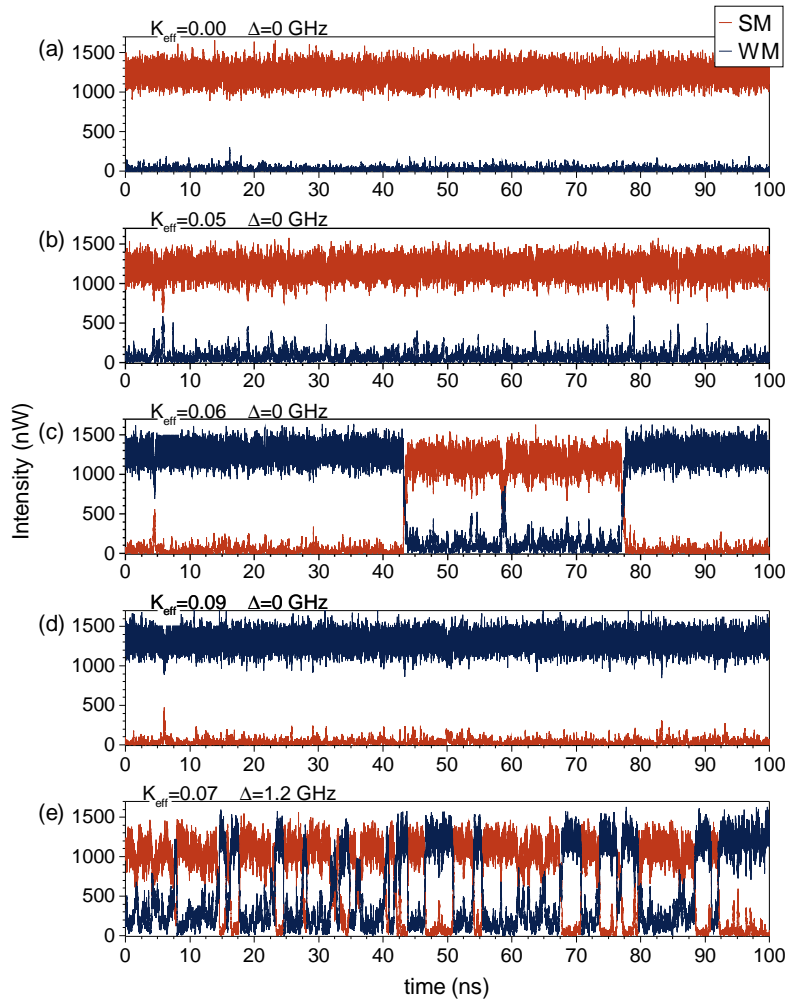 K_eff=0.00 Δ=0 GHz
SM
WM
(a)
1500
1000
500
0
0 10 20 30 40 50 60 70 80 90 100
K_eff=0.05 Δ=0 GHz
(b)
1500
1000
500
0
0 10 20 30 40 50 60 70 80 90 100
K_eff=0.06 Δ=0 GHz
(c)
1500
1000
500
0
0 10 20 30 40 50 60 70 80 90 100
Intensity (nW)
K_eff=0.09 Δ=0 GHz
(d)
1500
1000
500
0
0 10 20 30 40 50 60 70 80 90 100
K_eff=0.07 Δ=1.2 GHz
(e)
1500
1000
500
0
0 10 20 30 40 50 60 70 80 90 100
time (ns)